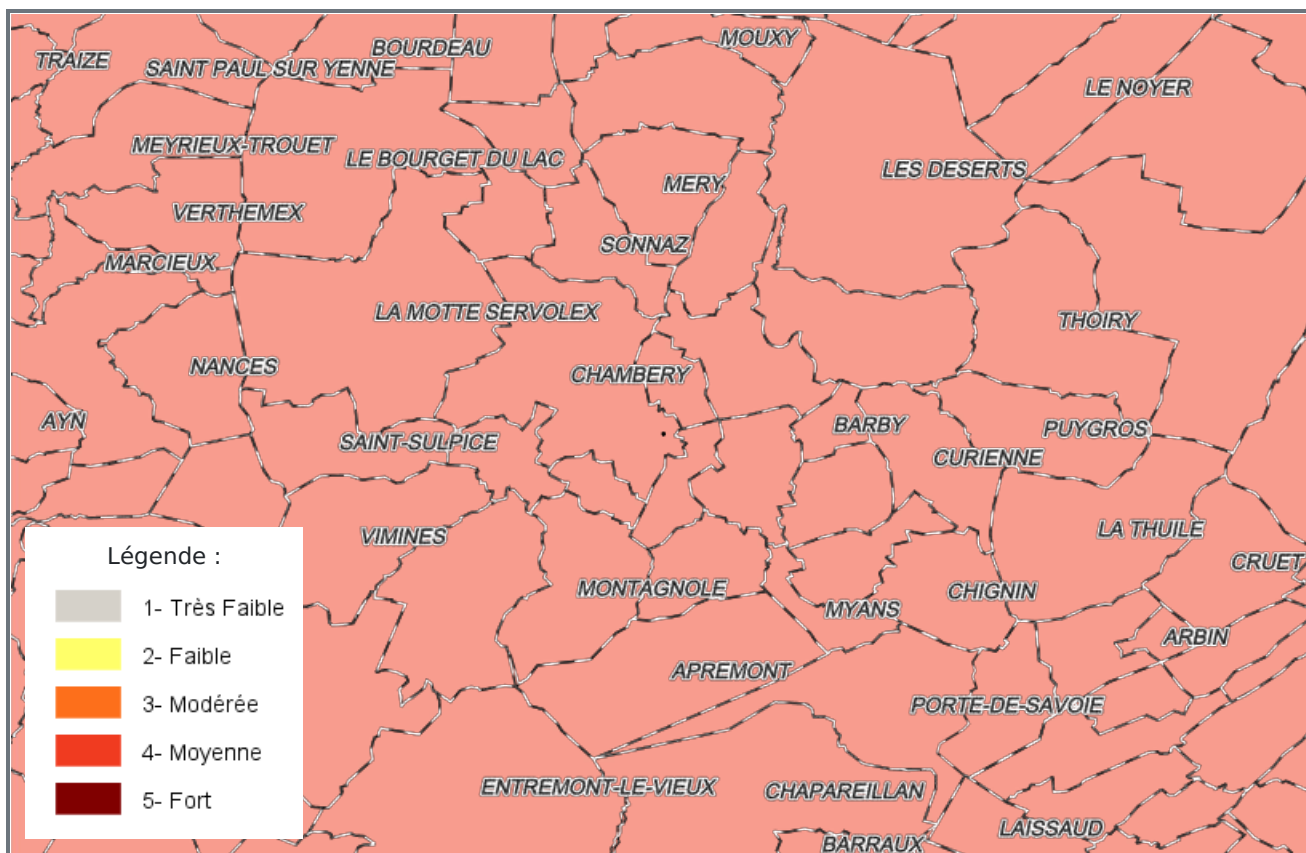 MOUXY
BOURDEAU
TRAIZE
SAINT PAUL SUR YENNE
LE NOYER
MEYRIEUX-TROUET
LE BOURGET DU LAC
LES DESERTS
MERY
VERTHEMEX
SONNAZ
MARCIEUX
LA MOTTE SERVOLEX
THOIRY
NANCES
CHAMBERY
AYN
BARBY
PUYGROS
SAINT-SULPICE
CURIENNE
LA THUILE
VIMINES
CRUET
MONTAGNOLE
CHIGNIN
MYANS
ARBIN
APREMONT
PORTE-DE-SAVOIE
ENTREMONT-LE-VIEUX
CHAPAREILLAN
LAISSAUD
BARRAUX
Légende :
1- Très Faible
2- Faible
3- Modérée
4- Moyenne
5- Fort